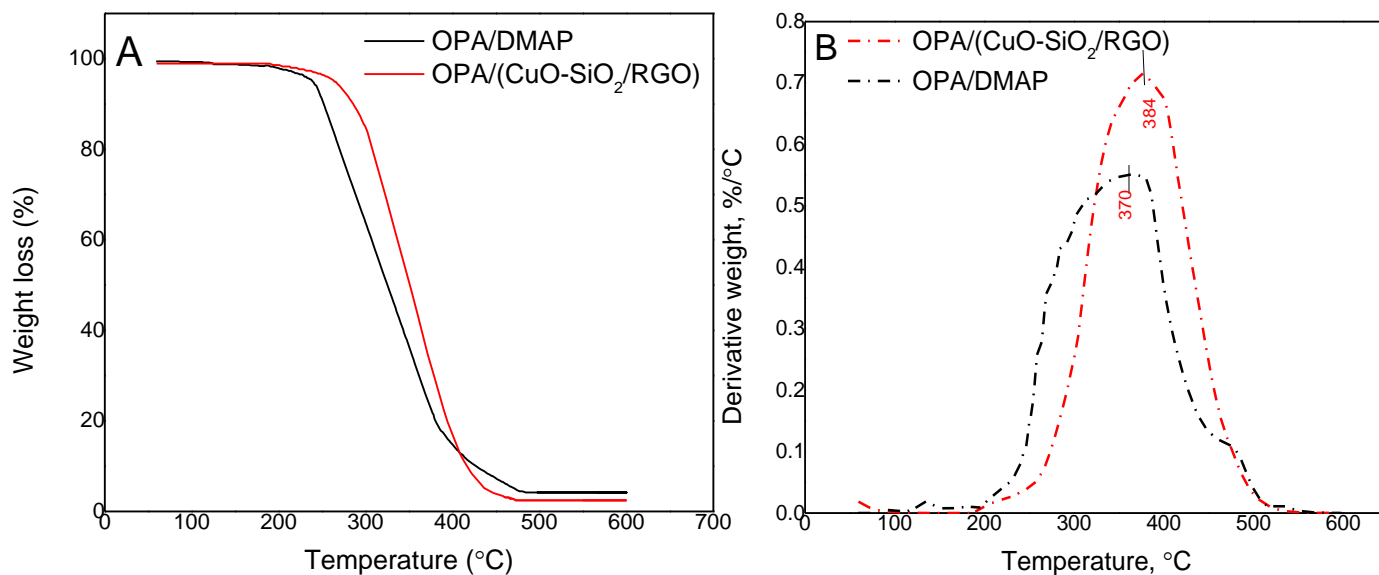 A
OPA/DMAP
OPA/(CuO-SiO₂/RGO)
100
80
60
40
20
0
Weight loss (%)
0 100 200 300 400 500 600 700
Temperature (°C)
B
OPA/(CuO-SiO₂/RGO)
OPA/DMAP
0.8
0.7
0.6
0.5
0.4
0.3
0.2
0.1
0.0
384
370
Derivative weight, %/°C
0 100 200 300 400 500 600
Temperature, °C